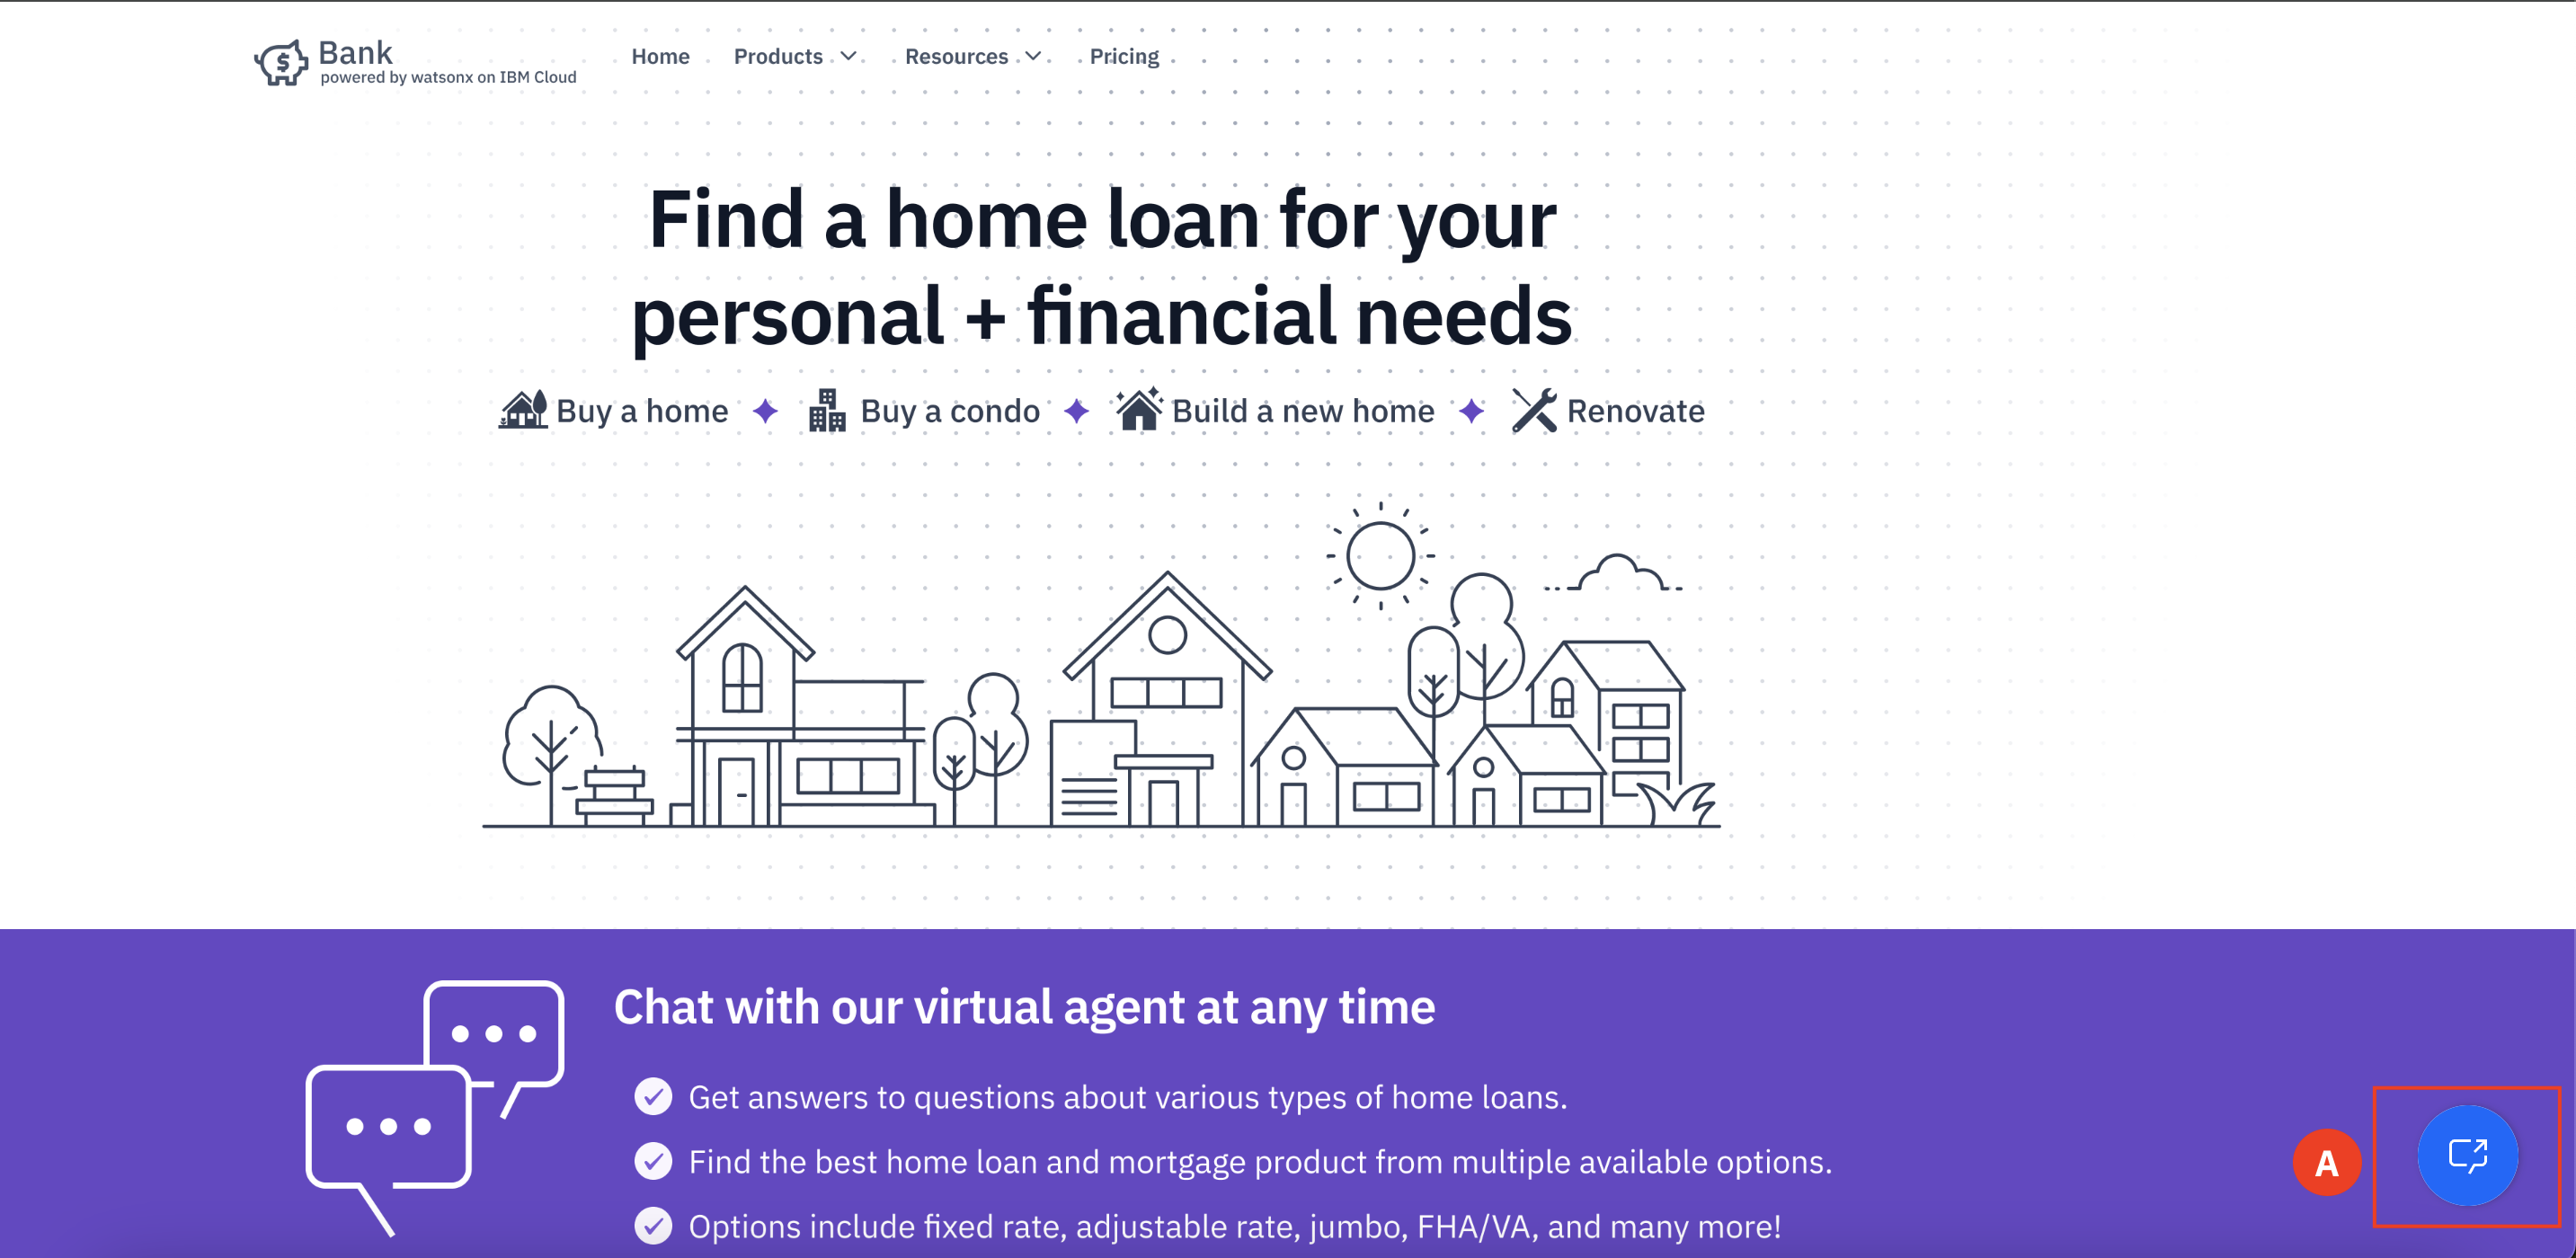 Bank
powered by watsonx on IBM Cloud
Home Products Resources Pricing
Find a home loan for your
personal + financial needs
Buy a home Buy a condo Build a new home Renovate
Chat with our virtual agent at any time
Get answers to questions about various types of home loans.
Find the best home loan and mortgage product from multiple available options.
Options include fixed rate, adjustable rate, jumbo, FHA/VA, and many more!
A